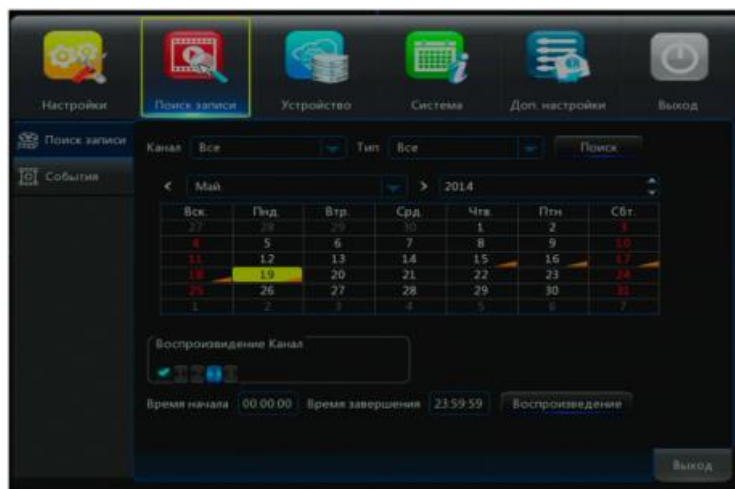 Настройки Поиск записи Устройство Система Доп. настройки Выход
Поиск записи
События
Канал Все Тип Все Поиск
< Май > 2014
Вск. Пнд. Втр. Срд. Чтв. Птн Сбт.
27 28 29 30 1 2 3
4 5 6 7 8 9 10
11 12 13 14 15 16 17
18 19 20 21 22 23 24
25 26 27 28 29 30 31
1 2 3 4 5 6 7
Воспроизвидение Канал
Время начала 00:00:00 Время завершения 23:59:59 Воспроизведение
Выход